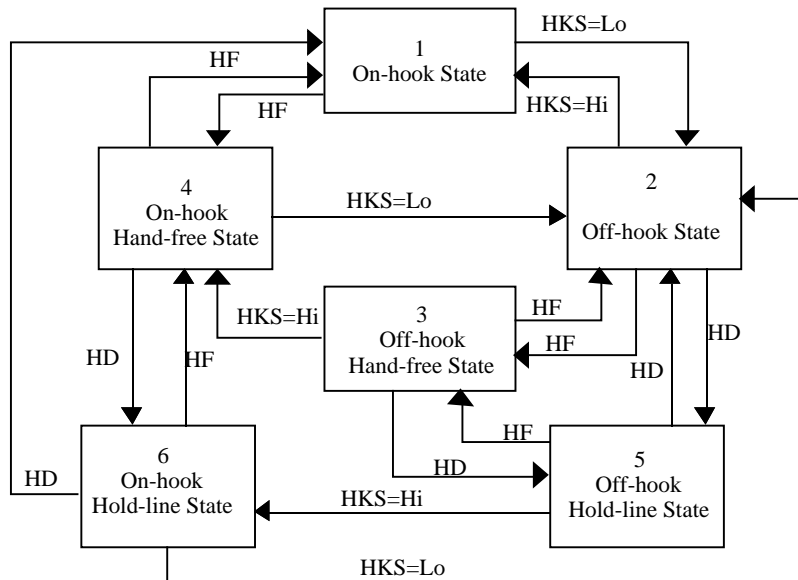 1
On-hook State
HKS=Lo
HF
HF
HKS=Hi
4
On-hook
Hand-free State
HKS=Lo
2
Off-hook State
HKS=Hi
3
Off-hook
Hand-free State
HF
HF
HD
HF
HD
HD
6
On-hook
Hold-line State
HD
HF
HD
5
Off-hook
Hold-line State
HKS=Hi
HKS=Lo